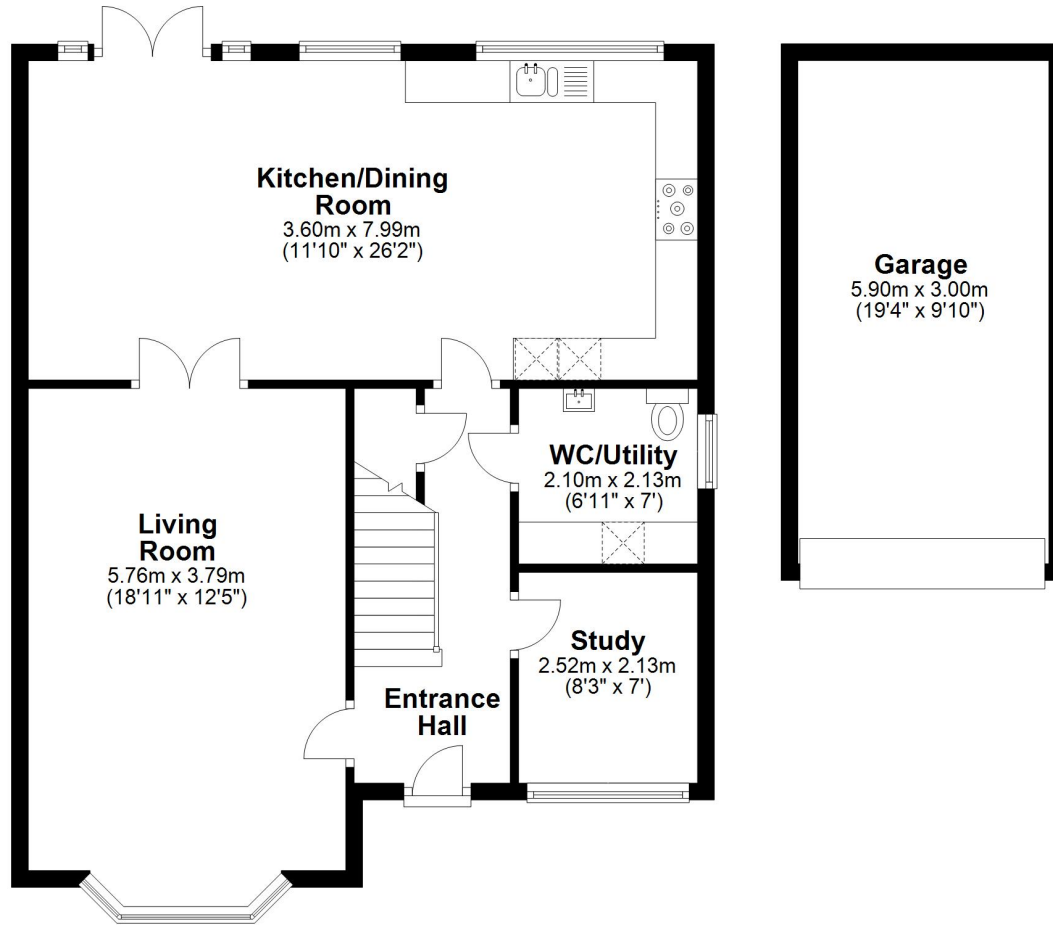 Kitchen/Dining
Room
3.60m x 7.99m
(11'10" x 26'2")
Garage
5.90m x 3.00m
(19'4" x 9'10")
WC/Utility
2.10m x 2.13m
(6'11" x 7')
Living
Room
5.76m x 3.79m
(18'11" x 12'5")
Study
2.52m x 2.13m
(8'3" x 7')
Entrance
Hall